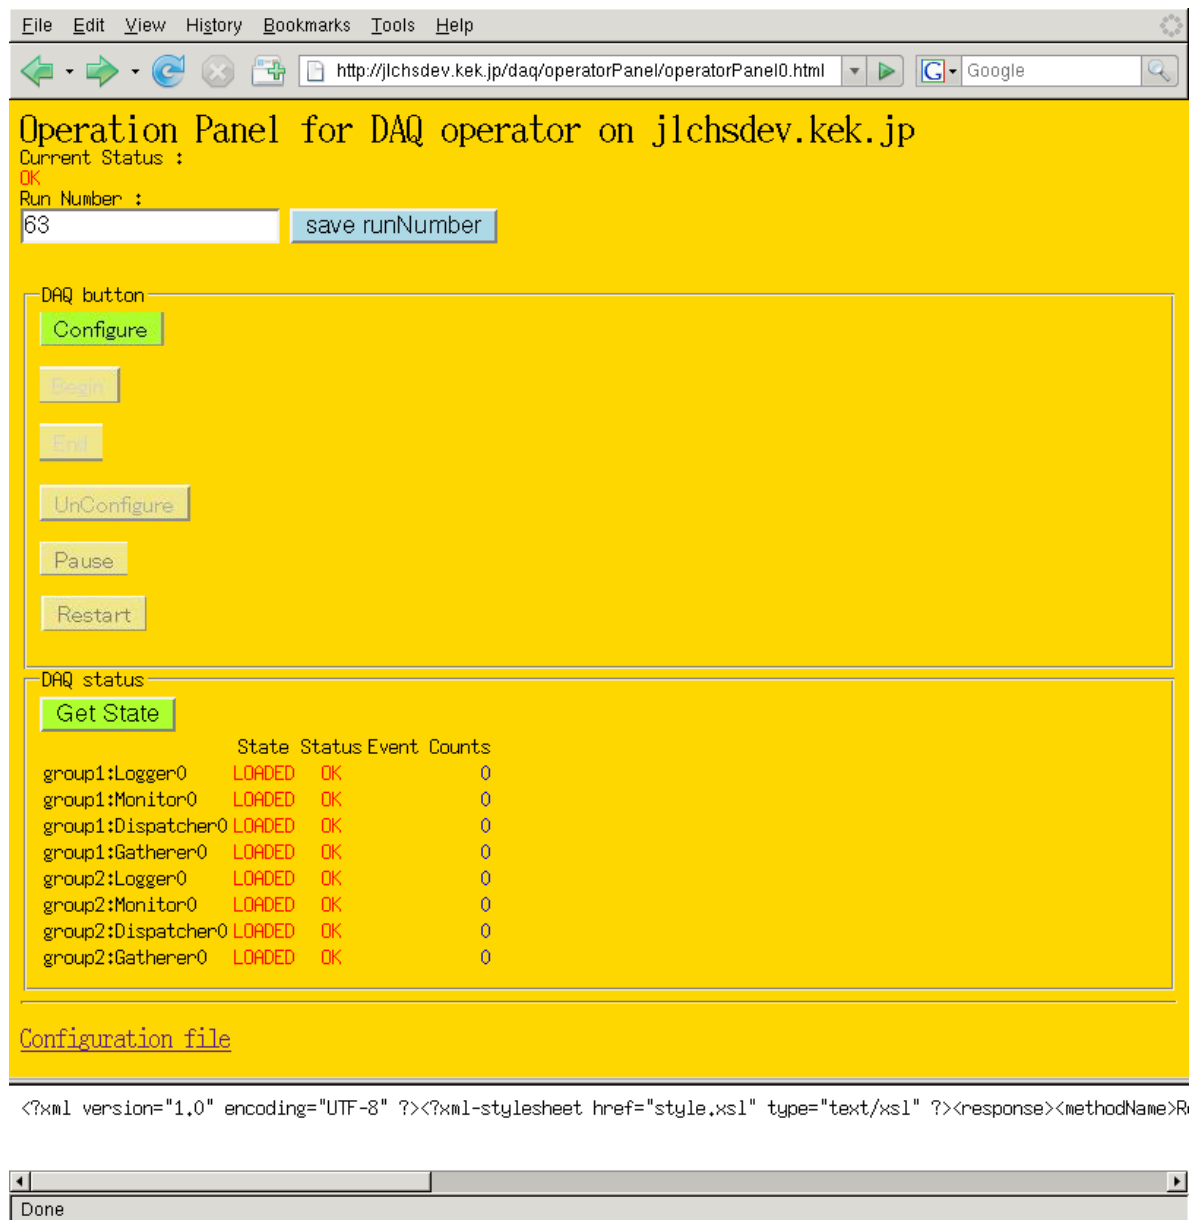 File Edit View History Bookmarks Tools Help
http://jlchsdev.kek.jp/daq/operatorPanel/operatorPanel0.html G Google
Operation Panel for DAQ operator on jlchsdev.kek.jp
Current Status :
OK
Run Number :
63 save runNumber
DAQ button
Configure
Begin
End
UnConfigure
Pause
Restart
DAQ status
Get State
State Status Event Counts
group1:Logger0 LOADED OK 0
group1:Monitor0 LOADED OK 0
group1:Dispatcher0 LOADED OK 0
group1:Gatherer0 LOADED OK 0
group2:Logger0 LOADED OK 0
group2:Monitor0 LOADED OK 0
group2:Dispatcher0 LOADED OK 0
group2:Gatherer0 LOADED OK 0
Configuration file
<?xml version="1.0" encoding="UTF-8" ?><?xml-stylesheet href="style.xsl" type="text/xsl" ?><response><methodName>R
Done